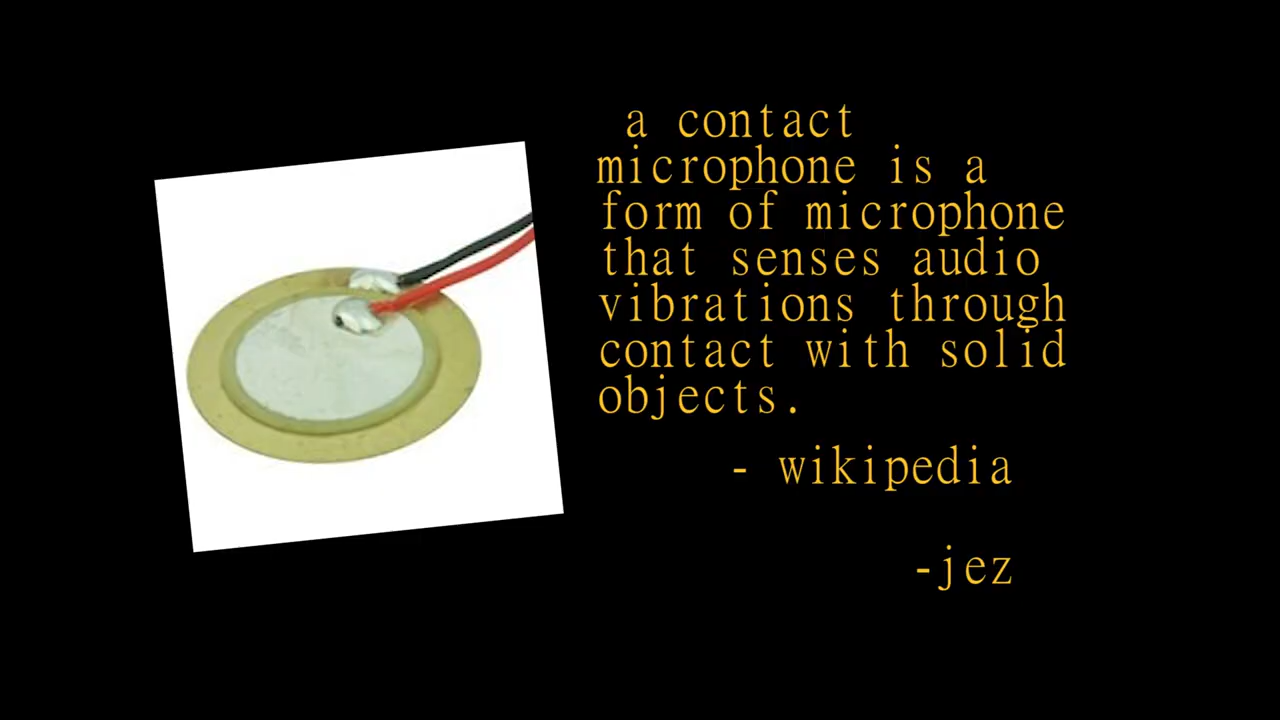 a contact
microphone is a
form of microphone
that senses audio
vibrations through
contact with solid
objects.
- wikipedia
-jez